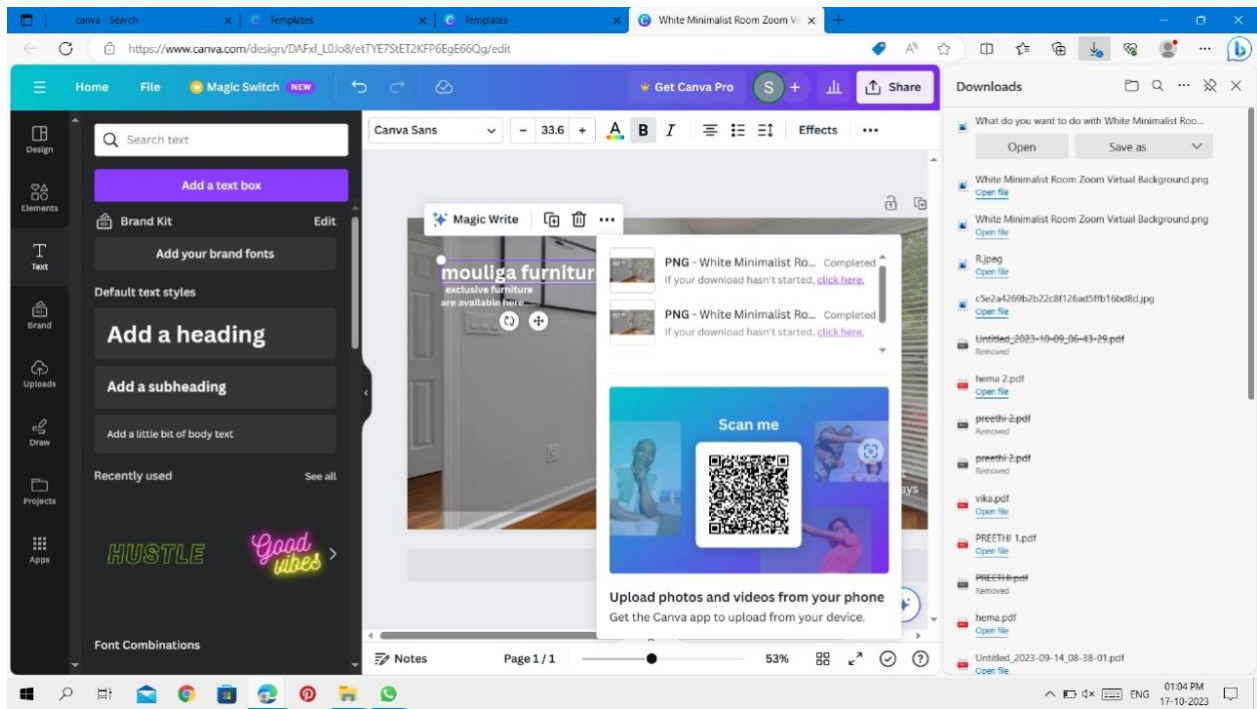 canva - Search
Templates
Templates
White Minimalist Room Zoom Vi
https://www.canva.com/design/DAFxf_L0Jo8/etTYE7StET2KFP6EgE66Qg/edit
Home File Magic Switch NEW Get Canva Pro S + Share
Design
Elements
Text
Brand
Uploads
Draw
Projects
Apps
Search text
Add a text box
Brand Kit Edit
Add your brand fonts
Default text styles
Add a heading
Add a subheading
Add a little bit of body text
Recently used See all
HUSTLE
Good
vibes
Font Combinations
Canva Sans - 33.6 + A B I Effects
Magic Write
mouliga furnitur
exclusive furniture
are available here......
PNG - White Minimalist Ro... Completed
If your download hasn't started, click here.
PNG - White Minimalist Ro... Completed
If your download hasn't started, click here.
Scan me
ays
Upload photos and videos from your phone
Get the Canva app to upload from your device.
Notes Page 1 / 1 53%
Downloads
What do you want to do with White Minimalist Roo...
Open Save as
White Minimalist Room Zoom Virtual Background.png
Open file
White Minimalist Room Zoom Virtual Background.png
Open file
R.jpeg
Open file
c5e2a4269b2b22c8f126ad5ffb16bd8d.jpg
Open file
Untitled_2023-10-09_06-43-29.pdf
Removed
hema 2.pdf
Open file
preethi 2.pdf
Removed
preethi 2.pdf
Removed
vika.pdf
Open file
PREETHI 1.pdf
Open file
PREETHI.pdf
Removed
hema.pdf
Open file
Untitled_2023-09-14_08-38-01.pdf
Open file
ENG
01:04 PM
17-10-2023